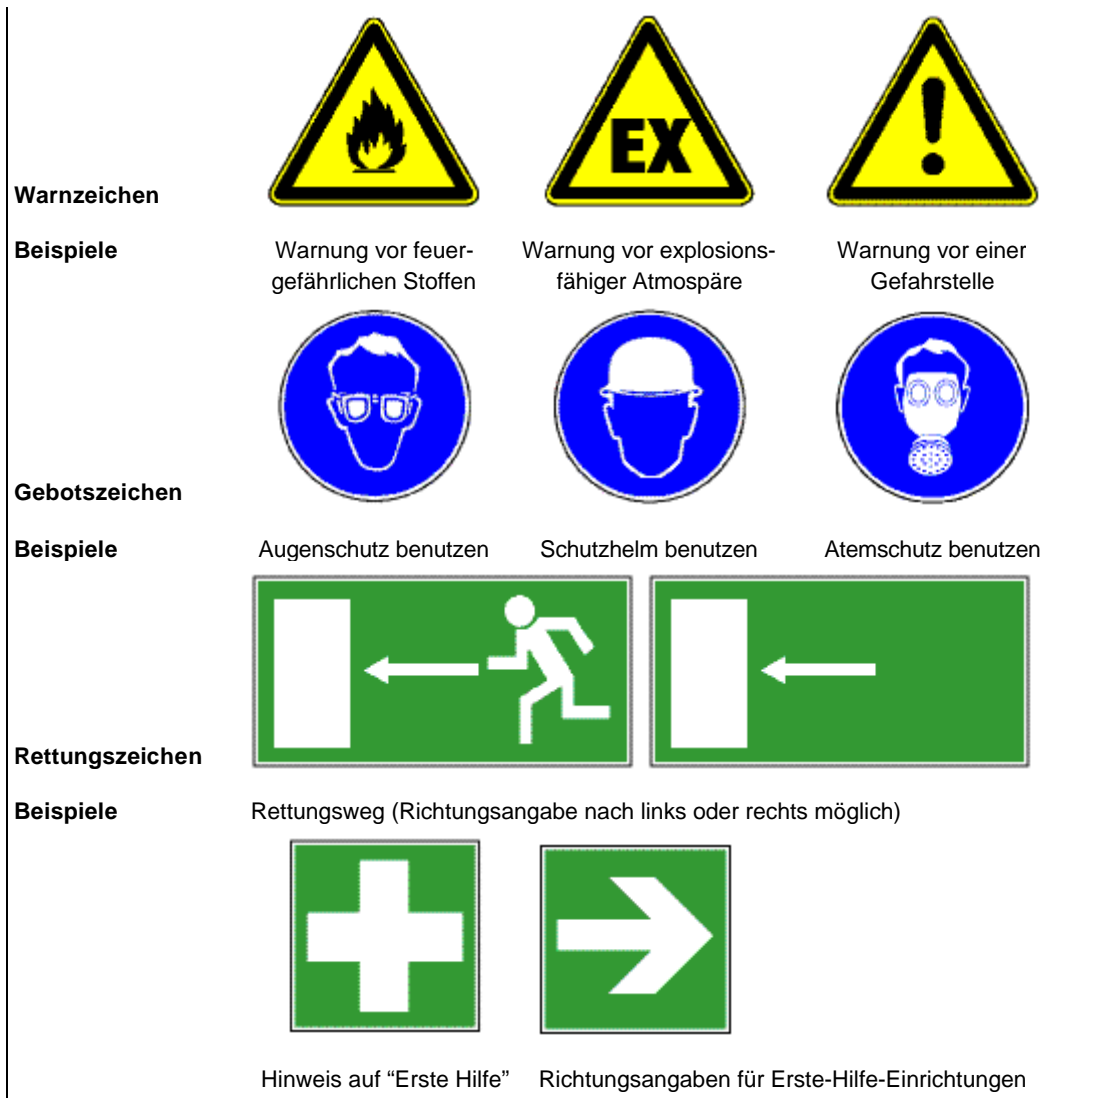 EX
Warnzeichen
Beispiele Warnung vor feuer- Warnung vor explosions- Warnung vor einer
gefährlichen Stoffen fähiger Atmospäre Gefahrstelle
Gebotszeichen
Beispiele Augenschutz benutzen Schutzhelm benutzen Atemschutz benutzen
Rettungszeichen
Beispiele Rettungsweg (Richtungsangabe nach links oder rechts möglich)
Hinweis auf “Erste Hilfe” Richtungsangaben für Erste-Hilfe-Einrichtungen